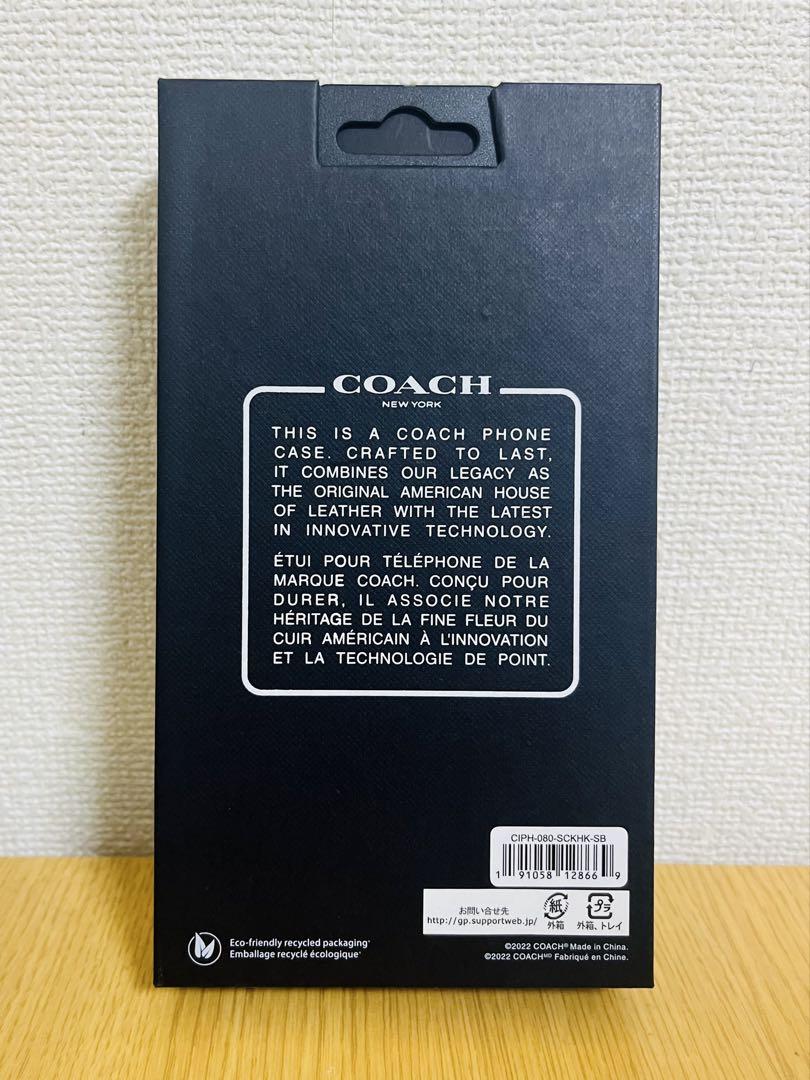 COACH
NEW YORK
THIS IS A COACH PHONE
CASE. CRAFTED TO LAST,
IT COMBINES OUR LEGACY AS
THE ORIGINAL AMERICAN HOUSE
OF LEATHER WITH THE LATEST
IN INNOVATIVE TECHNOLOGY.
ÉTUI POUR TÉLÉPHONE DE LA
MARQUE COACH. CONÇU POUR
DURER, IL ASSOCIE NOTRE
HÉRITAGE DE LA FINE FLEUR DU
CUIR AMÉRICAIN À L'INNOVATION
ET LA TECHNOLOGIE DE POINT.
CIPH-080-SCKHK-SB
1 91058 12866 9
お問い合せ先
http://gp.supportweb.jp/
紙
外箱
プラ
外箱、トレイ
Eco-friendly recycled packaging*
Emballage recyclé écologique*
©2022 COACH® Made in China.
©2022 COACHᴹᴰ Fabriqué en Chine.